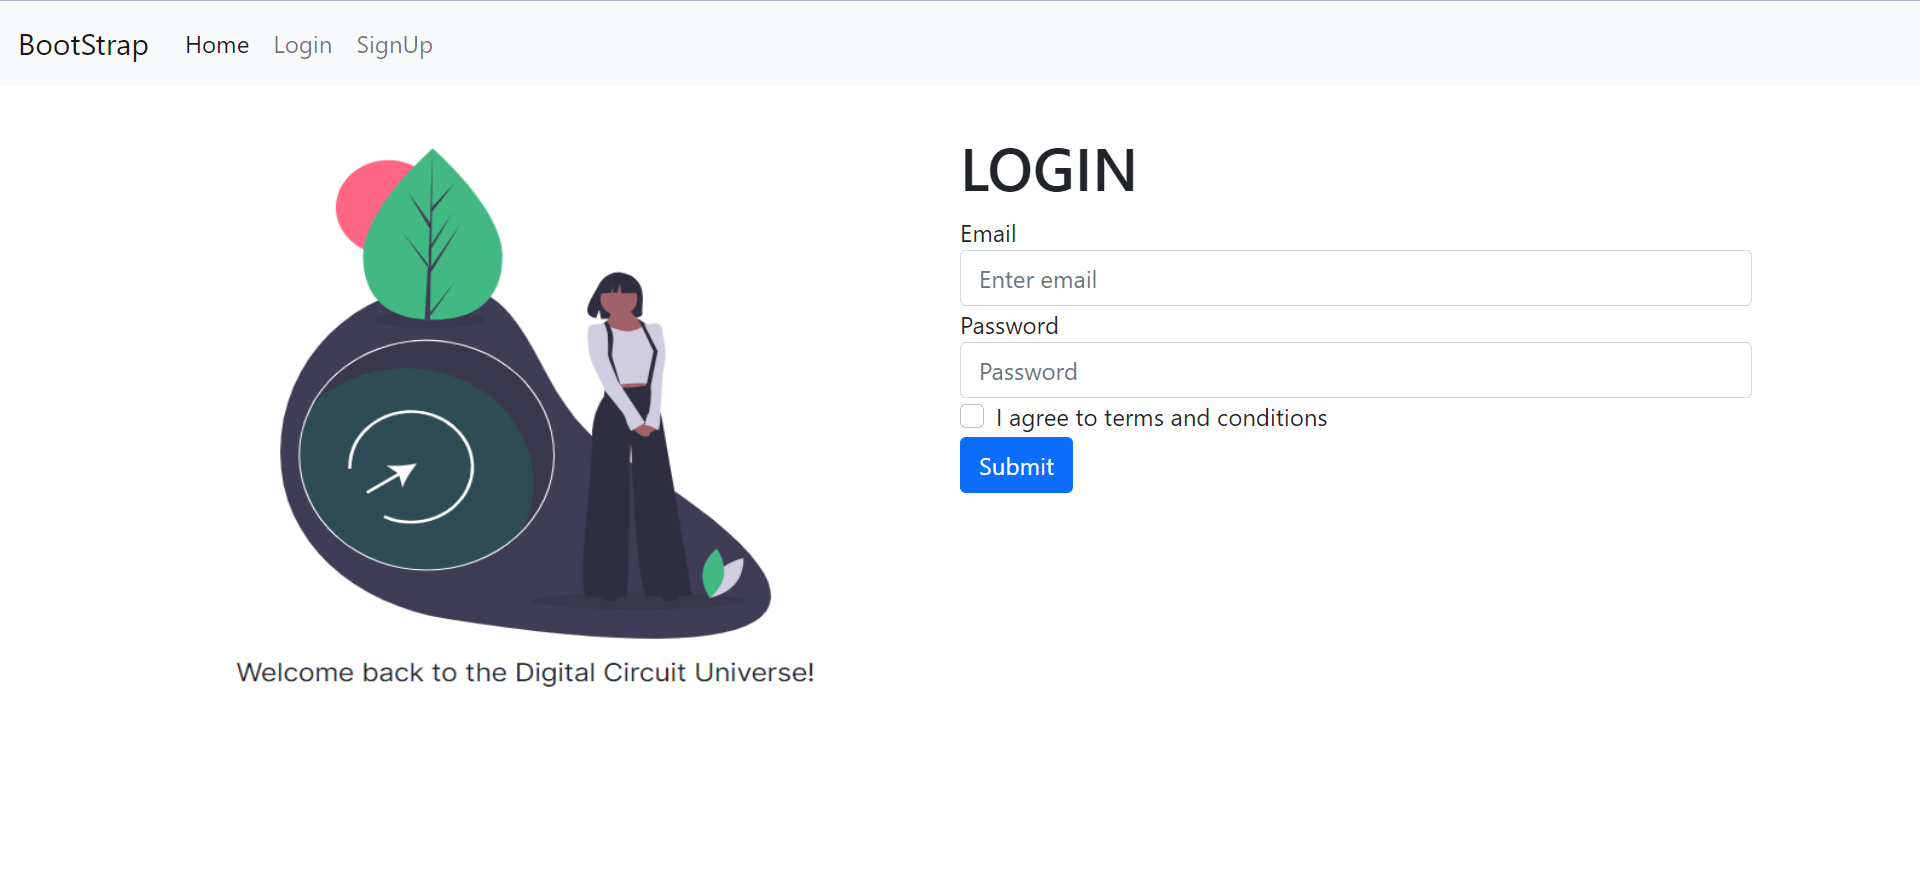 BootStrap Home Login SignUp
LOGIN
Email
Enter email
Password
Password
I agree to terms and conditions
Submit
Welcome back to the Digital Circuit Universe!